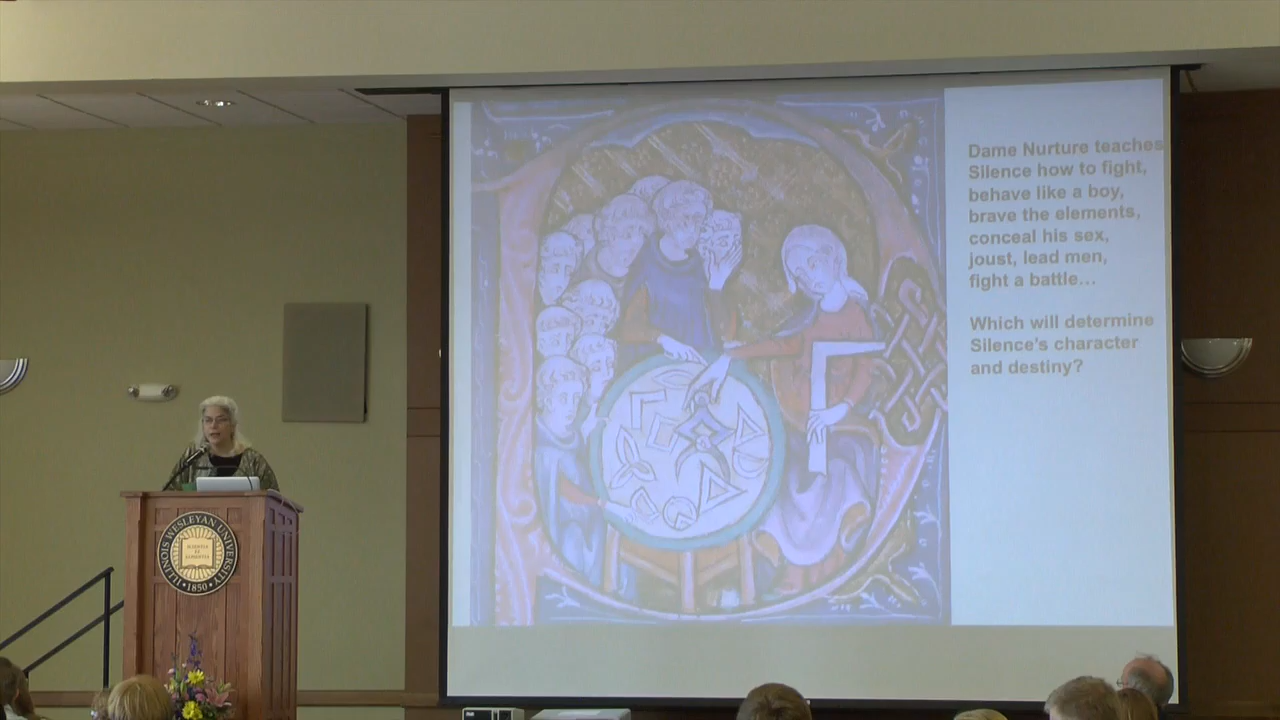 Dame Nurture teaches
Silence how to fight,
behave like a boy,
brave the elements,
conceal his sex,
joust, lead men,
fight a battle…
Which will determine
Silence's character
and destiny?
ILLINOIS WESLEYAN UNIVERSITY
• 1850 •